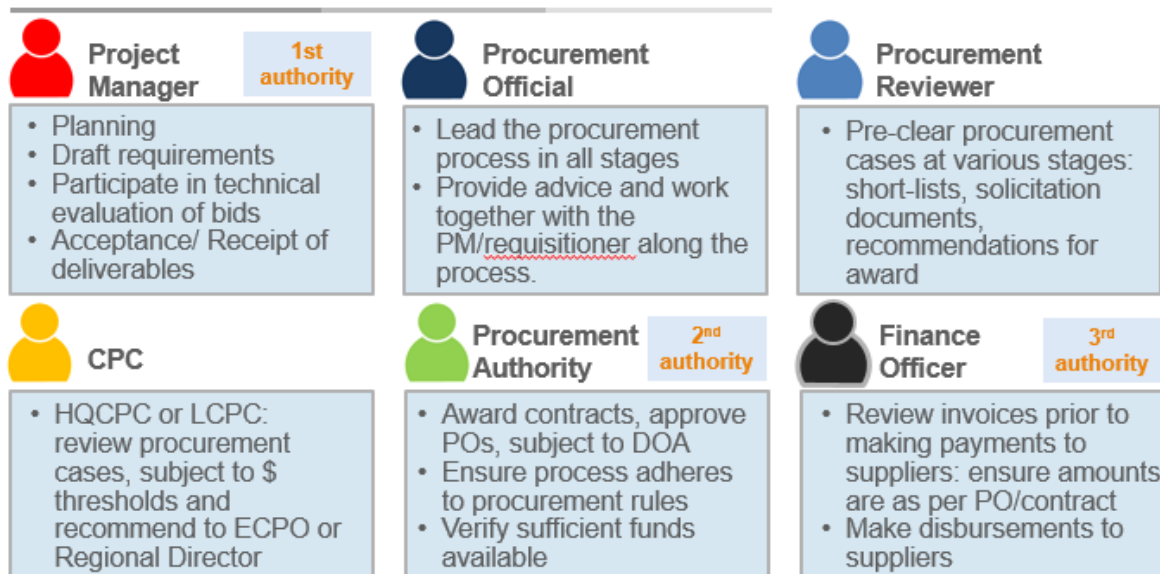 Project
Manager
1st
authority
• Planning
• Draft requirements
• Participate in technical
evaluation of bids
• Acceptance/ Receipt of
deliverables
Procurement
Official
• Lead the procurement
process in all stages
• Provide advice and work
together with the
PM/requisitioner along the
process.
Procurement
Reviewer
• Pre-clear procurement
cases at various stages:
short-lists, solicitation
documents,
recommendations for
award
CPC
• HQCPC or LCPC:
review procurement
cases, subject to $
thresholds and
recommend to ECPO or
Regional Director
Procurement
Authority
2nd
authority
• Award contracts, approve
POs, subject to DOA
• Ensure process adheres
to procurement rules
• Verify sufficient funds
available
Finance
Officer
3rd
authority
• Review invoices prior to
making payments to
suppliers: ensure amounts
are as per PO/contract
• Make disbursements to
suppliers